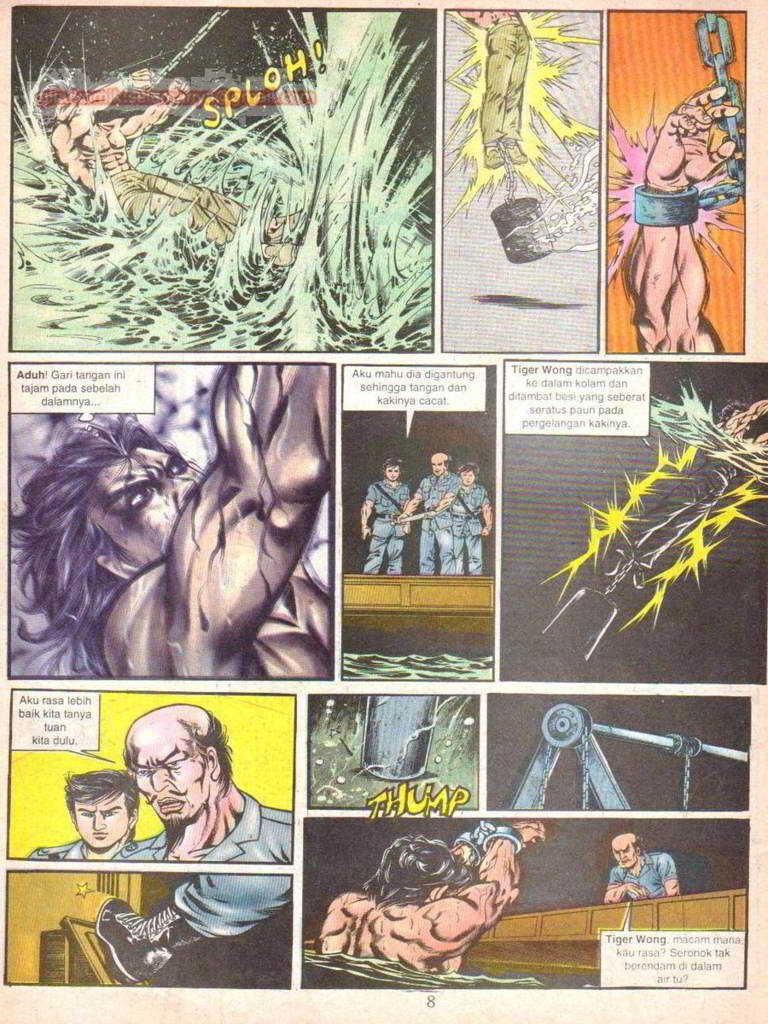 SPLOH!
Aduh! Gari tangan ini
tajam pada sebelah
dalamnya...
Aku mahu dia digantung
sehingga tangan dan
kakinya cacat.
Tiger Wong dicampakkan
ke dalam kolam dan
ditambat besi yang seberat
seratus paun pada
pergelangan kakinya.
Aku rasa lebih
baik kita tanya
tuan
kita dulu.
THUMP
Tiger Wong, macam mana
kau rasa? Seronok tak
berendam di dalam
air tu?
8